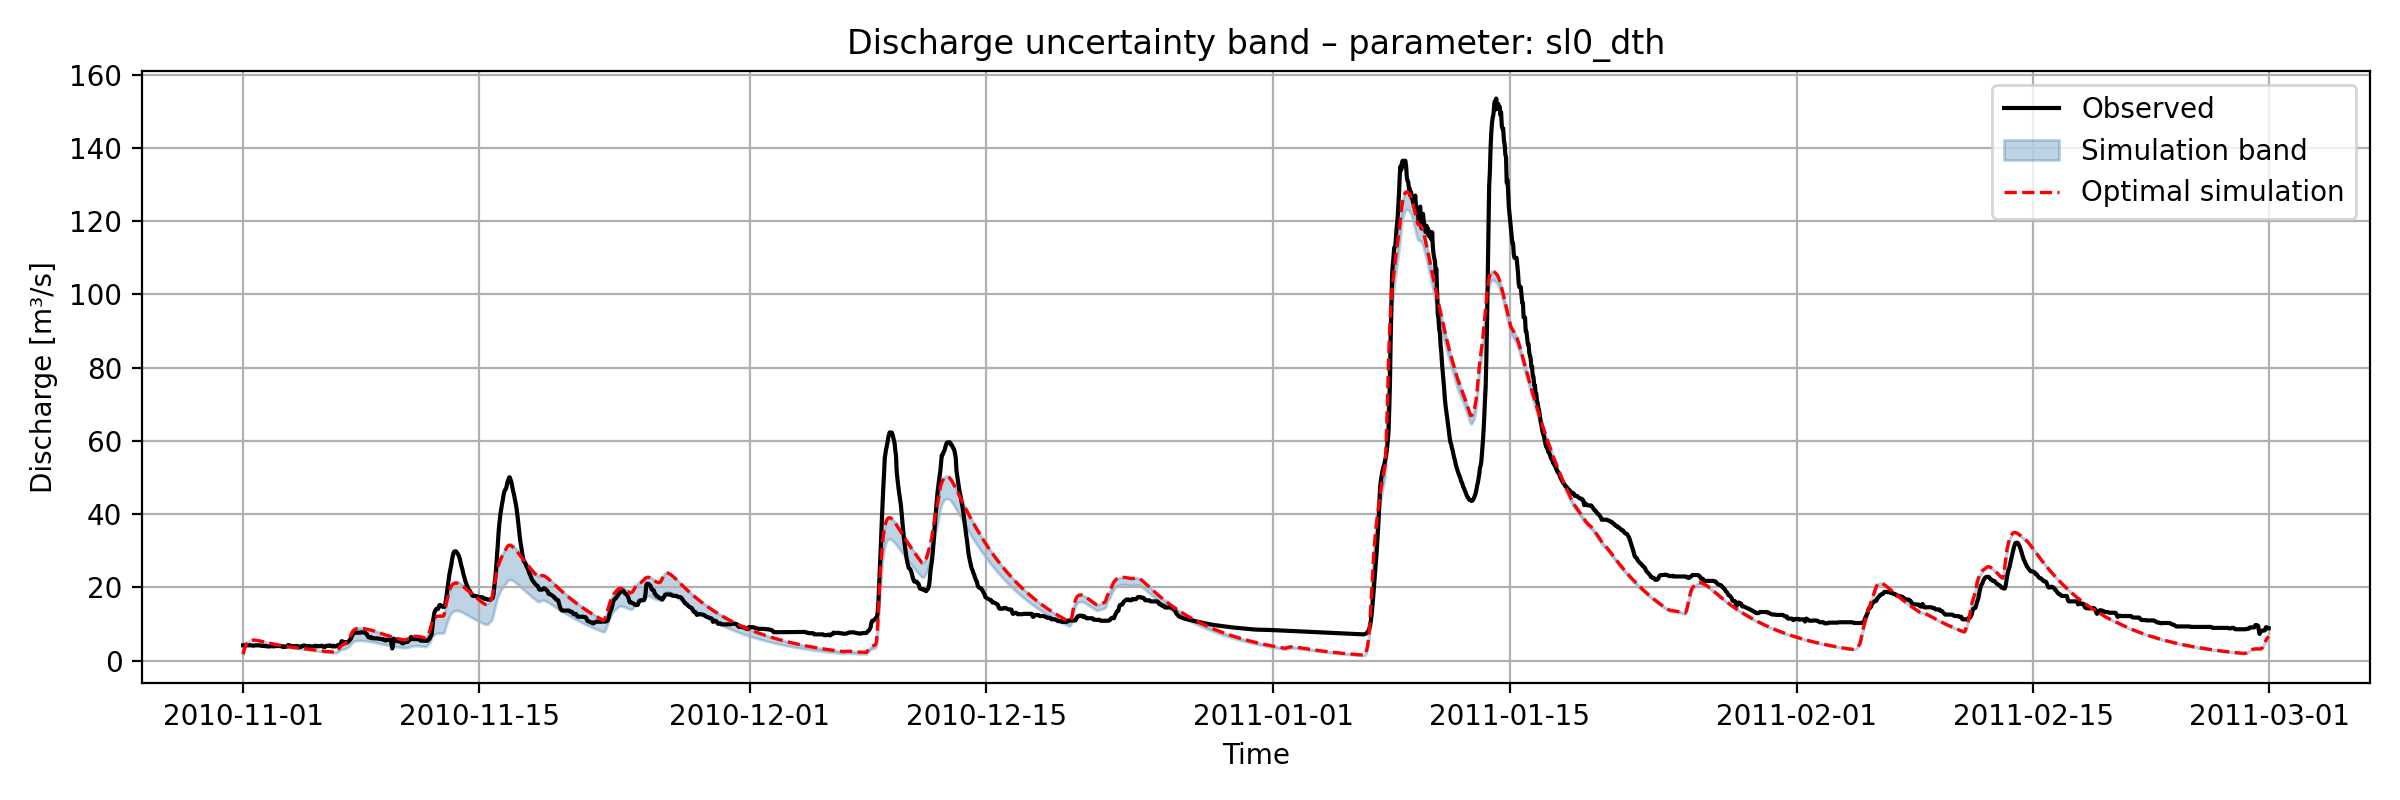 Discharge uncertainty band – parameter: sl0_dth
Observed
Simulation band
Optimal simulation
Discharge [m³/s]
160
140
120
100
80
60
40
20
0
2010-11-01 2010-11-15 2010-12-01 2010-12-15 2011-01-01 2011-01-15 2011-02-01 2011-02-15 2011-03-01
Time